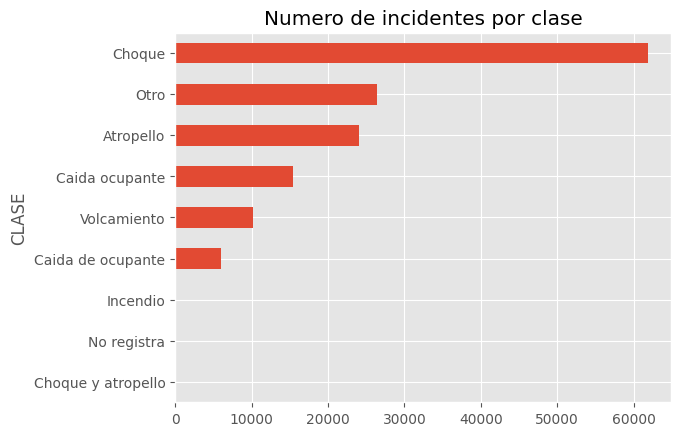 Numero de incidentes por clase
CLASE
Choque
Otro
Atropello
Caida ocupante
Volcamiento
Caida de ocupante
Incendio
No registra
Choque y atropello
0 10000 20000 30000 40000 50000 60000